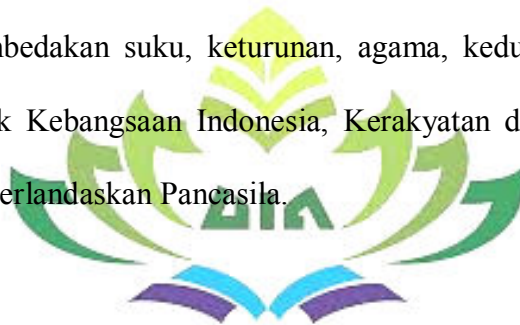 mbedakan suku, keturunan, agama, kedu
k Kebangsaan Indonesia, Kerakyatan d
erlandaskan Pancasila.